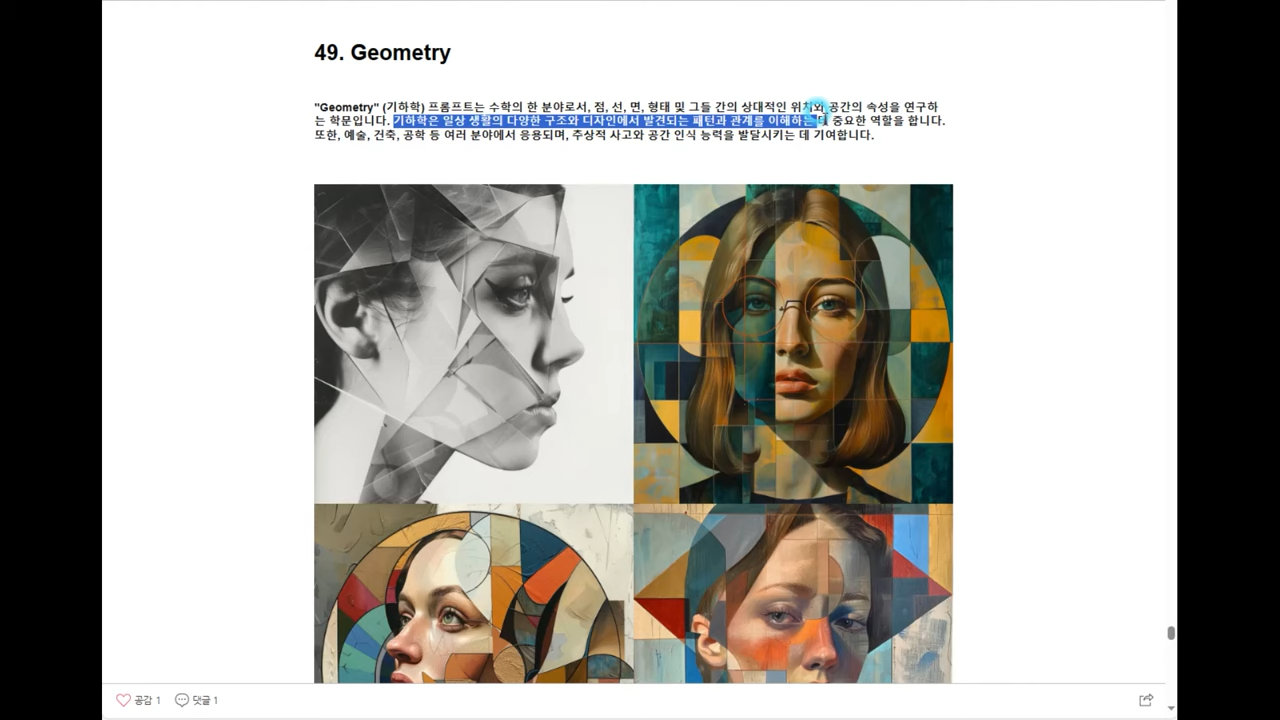 49. Geometry
"Geometry" (기하학) 프롬프트는 수학의 한 분야로서, 점, 선, 면, 형태 및 그들 간의 상대적인 위치와 공간의 속성을 연구하
는 학문입니다. 기하학은 일상 생활의 다양한 구조와 디자인에서 발견되는 패턴과 관계를 이해하는 데 중요한 역할을 합니다.
또한, 예술, 건축, 공학 등 여러 분야에서 응용되며, 추상적 사고와 공간 인식 능력을 발달시키는 데 기여합니다.
공감 1 댓글 1